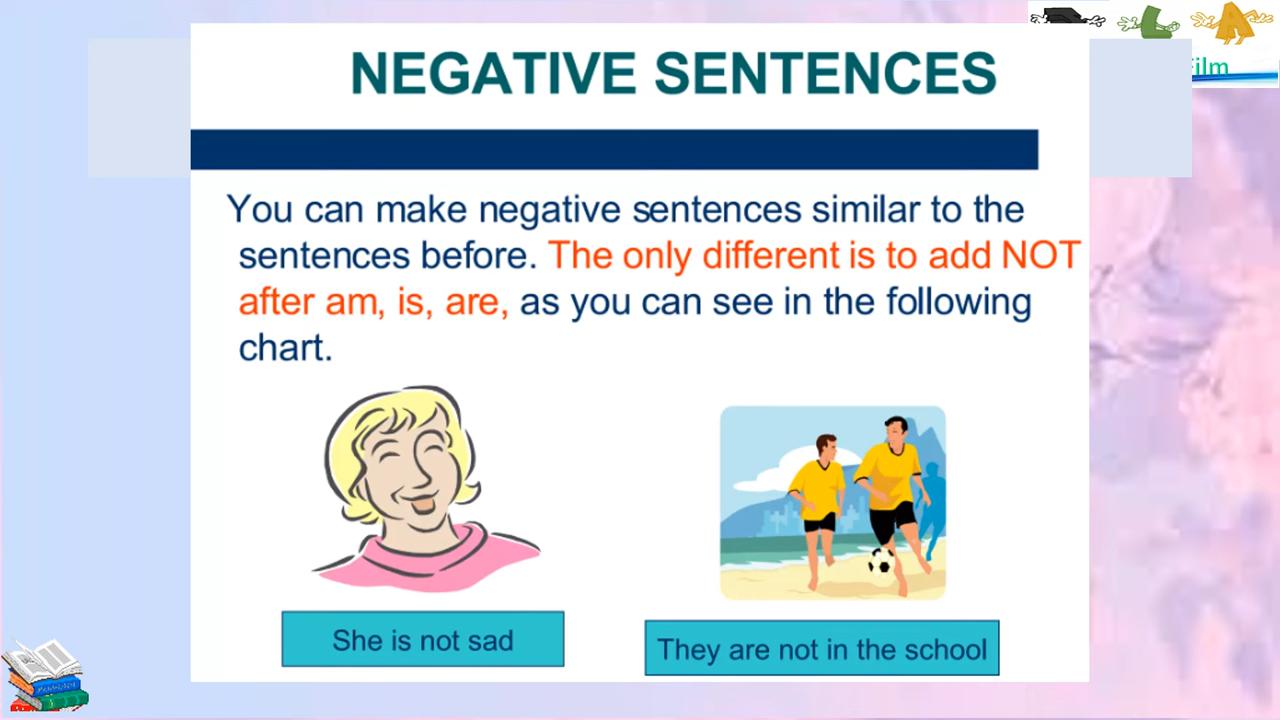 NEGATIVE SENTENCES
You can make negative sentences similar to the
sentences before. The only different is to add NOT
after am, is, are, as you can see in the following
chart.
She is not sad
They are not in the school